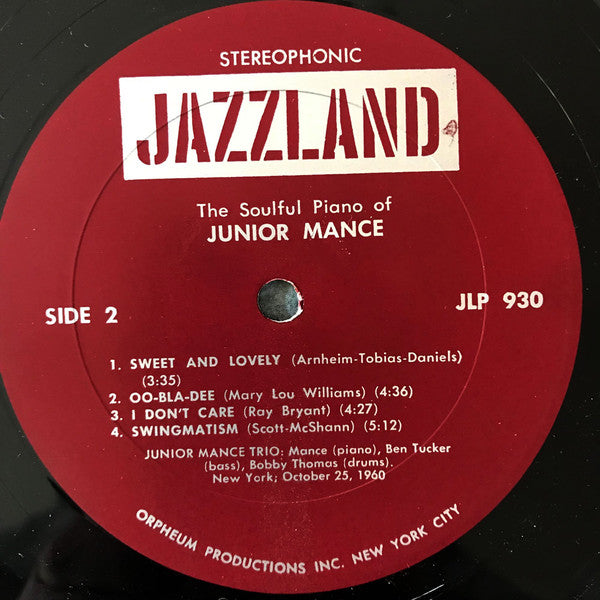 STEREOPHONIC
JAZZLAND
The Soulful Piano of
JUNIOR MANCE
SIDE 2
JLP 930
1. SWEET AND LOVELY (Arnheim-Tobias-Daniels)
(3:35)
2. OO-BLA-DEE (Mary Lou Williams) (4:36)
3. I DON'T CARE (Ray Bryant) (4:27)
4. SWINGMATISM (Scott-McShann) (5:12)
JUNIOR MANCE TRIO: Mance (piano), Ben Tucker
(bass), Bobby Thomas (drums).
New York; October 25, 1960
ORPHEUM PRODUCTIONS INC. NEW YORK CITY